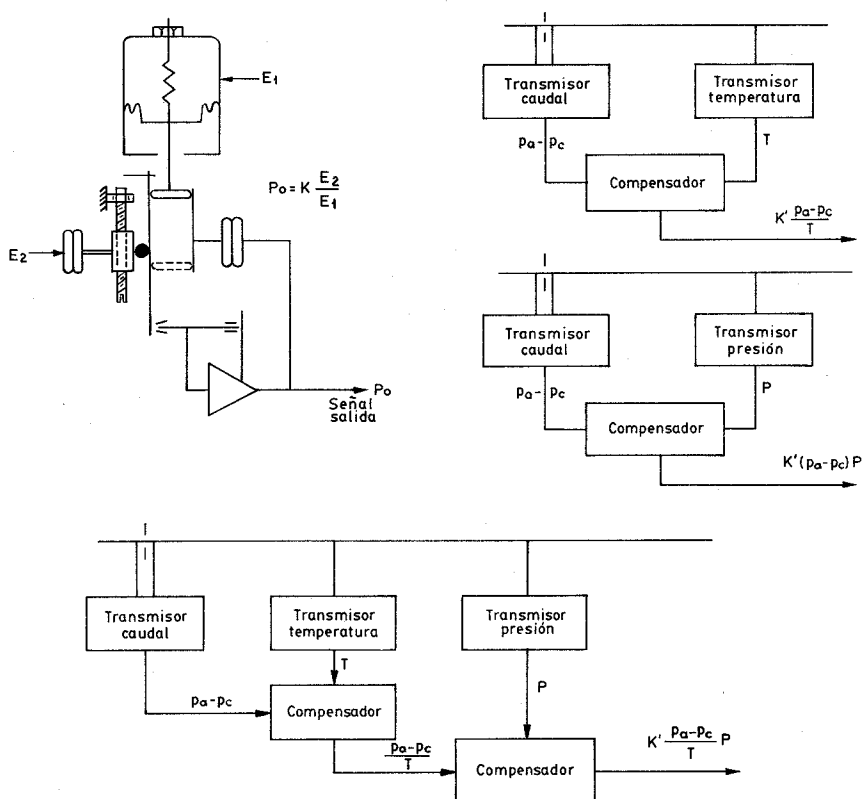 E1
Po = K E2
E1
E2
Po
Señal
salida
Transmisor
caudal
Transmisor
temperatura
pa-pc
T
Compensador
K' pa-pc
T
Transmisor
caudal
Transmisor
presión
pa-pc
P
Compensador
K'(pa-pc)P
Transmisor
caudal
Transmisor
temperatura
Transmisor
presión
T
pa-pc
P
Compensador
pa-pc
T
K' pa-pc P
T
Compensador